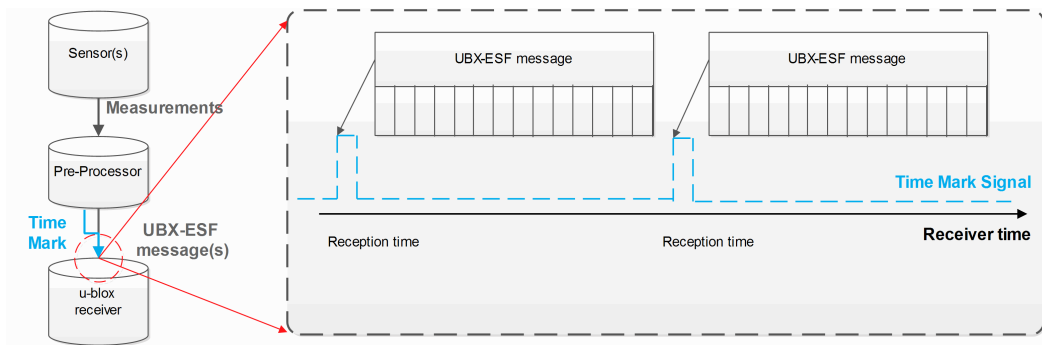 Sensor(s)
Measurements
Pre-Processor
Time
Mark
UBX-ESF
message(s)
u-blox
receiver
UBX-ESF message
UBX-ESF message
Time Mark Signal
Receiver time
Reception time
Reception time